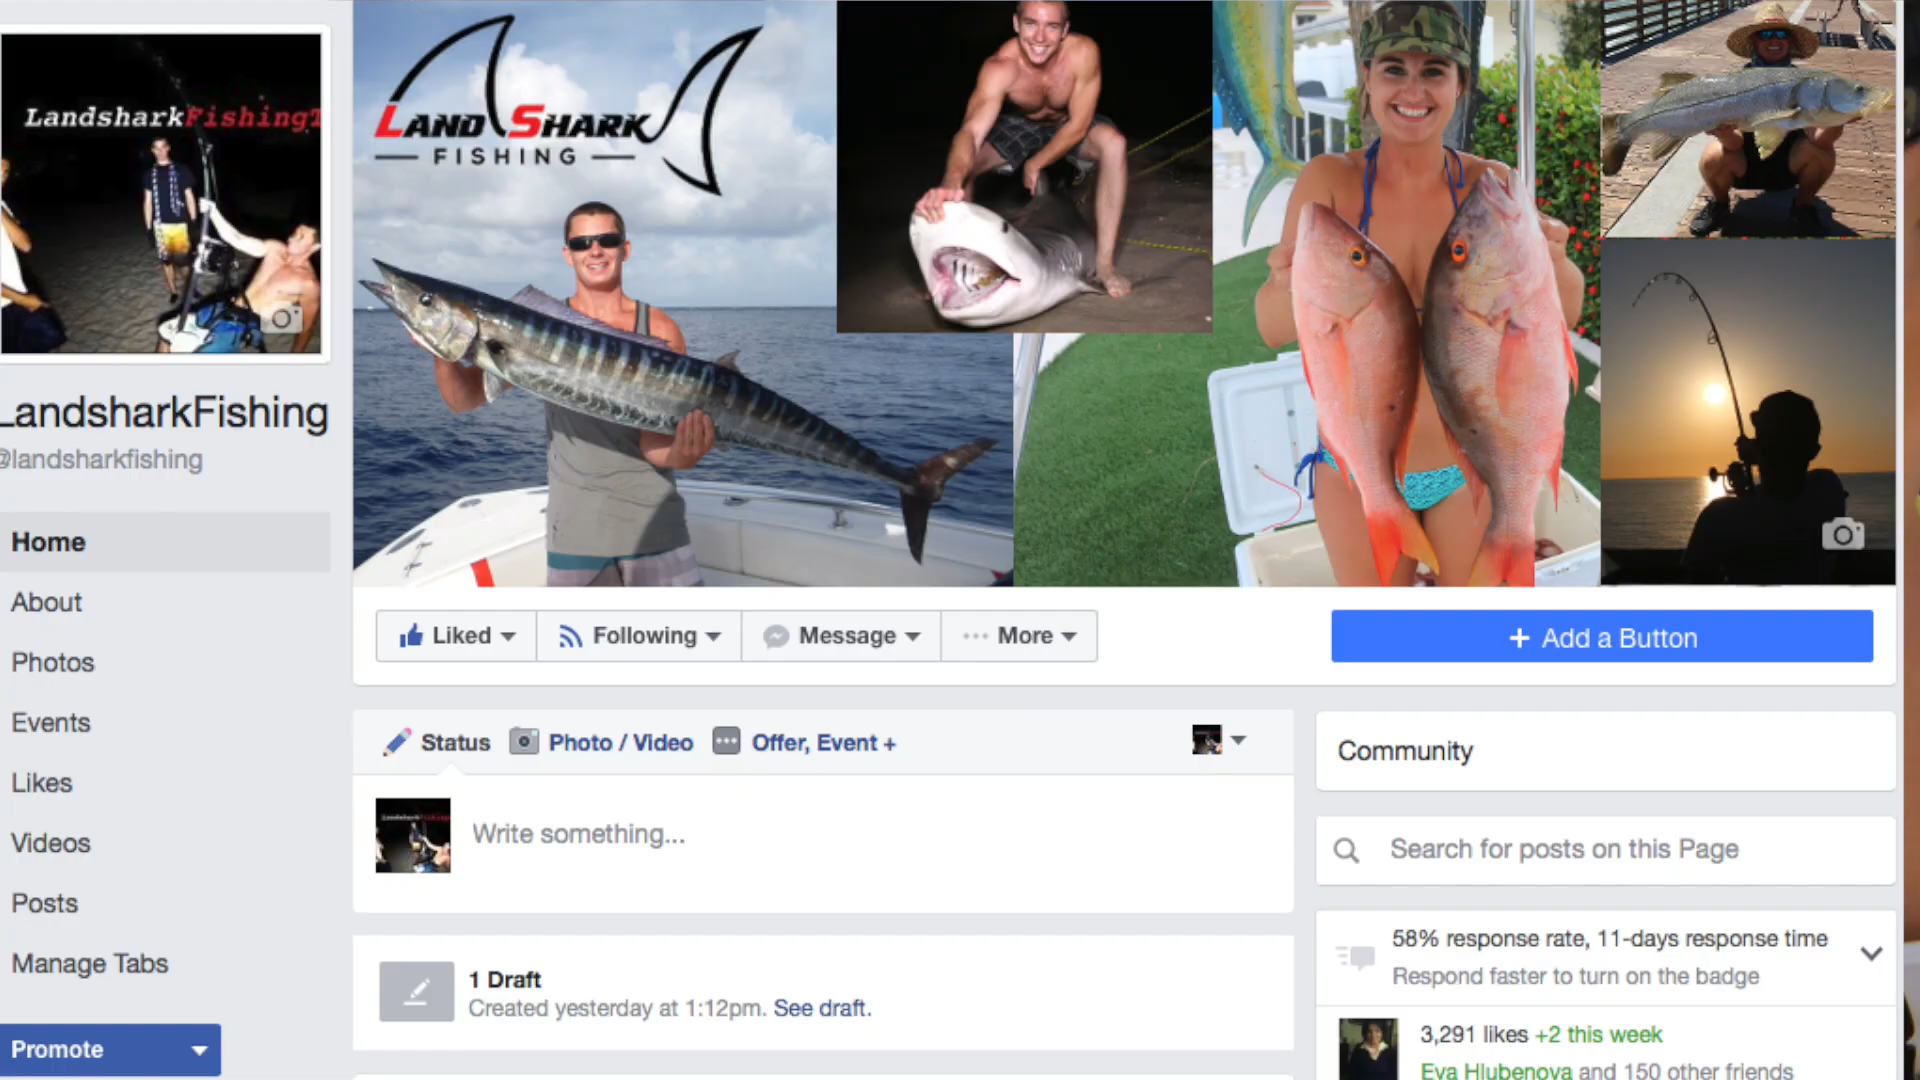 LandsharkFishingT
LAND SHARK
FISHING
LandsharkFishing
@landsharkfishing
Home
About
Photos
Events
Likes
Videos
Posts
Manage Tabs
Promote
Liked
Following
Message
More
+ Add a Button
Status
Photo / Video
Offer, Event +
Write something...
1 Draft
Created yesterday at 1:12pm. See draft.
Community
Search for posts on this Page
58% response rate, 11-days response time
Respond faster to turn on the badge
3,291 likes +2 this week
Eva Hlubenova and 150 other friends